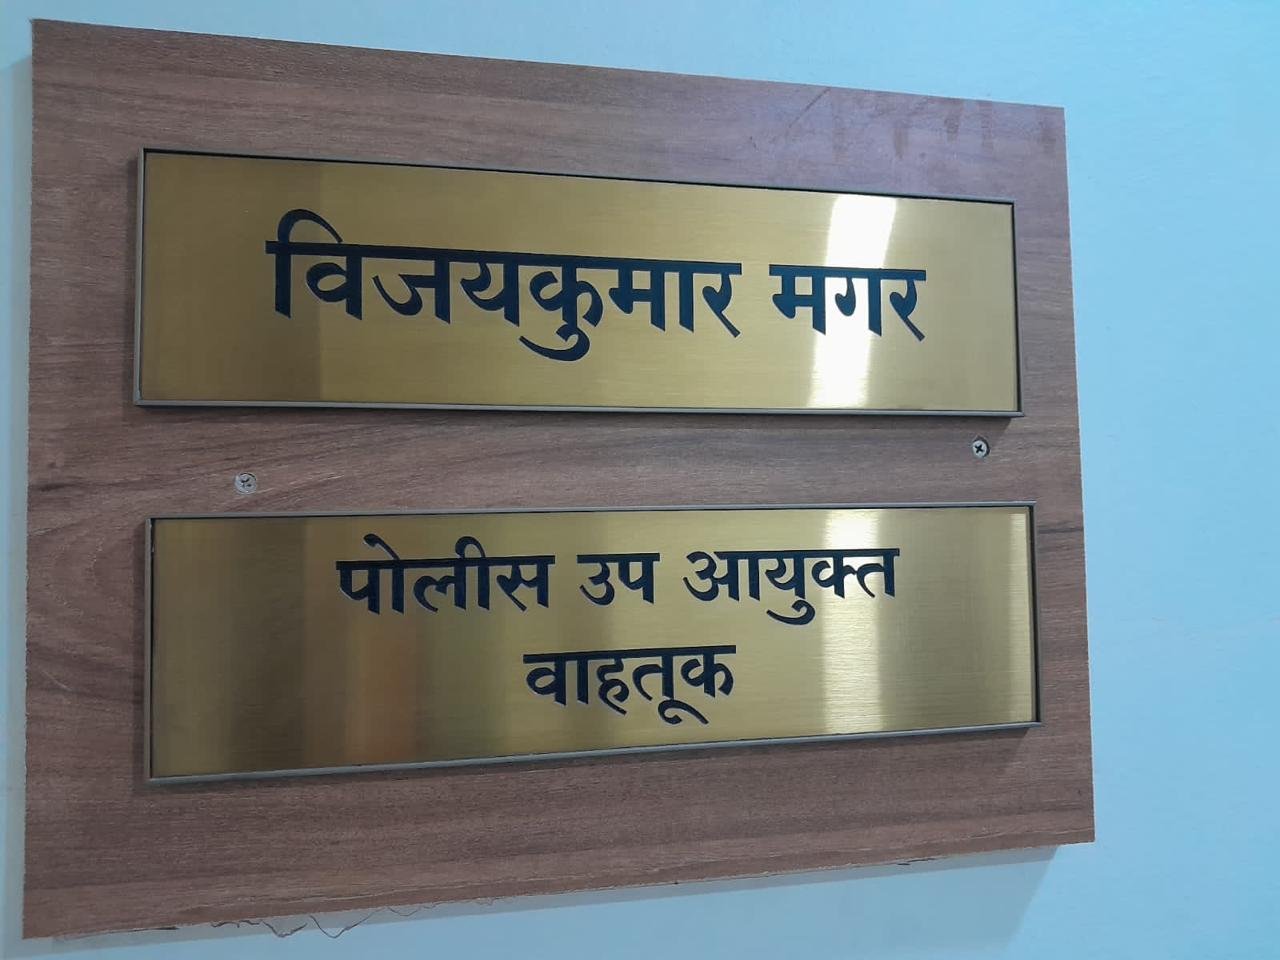 विजयकुमार मगर
पोलीस उप आयुक्त
वाहतूक